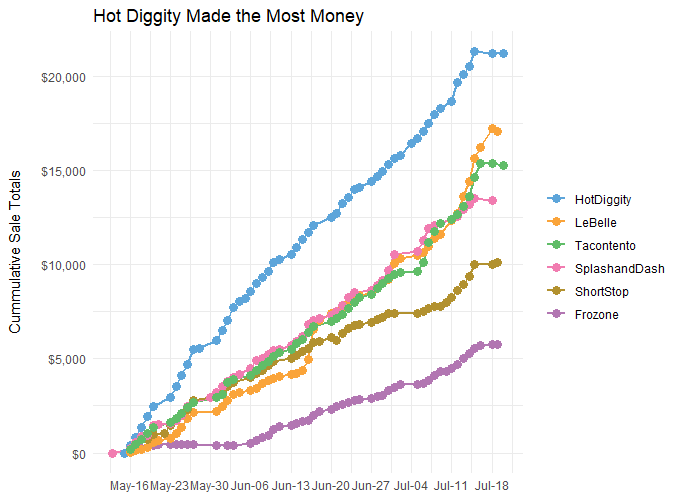 Hot Diggity Made the Most Money
Cummulative Sale Totals
$20,000
$15,000
$10,000
$5,000
$0
May-16 May-23 May-30 Jun-06 Jun-13 Jun-20 Jun-27 Jul-04 Jul-11 Jul-18
HotDiggity
LeBelle
Tacontento
SplashandDash
ShortStop
Frozone